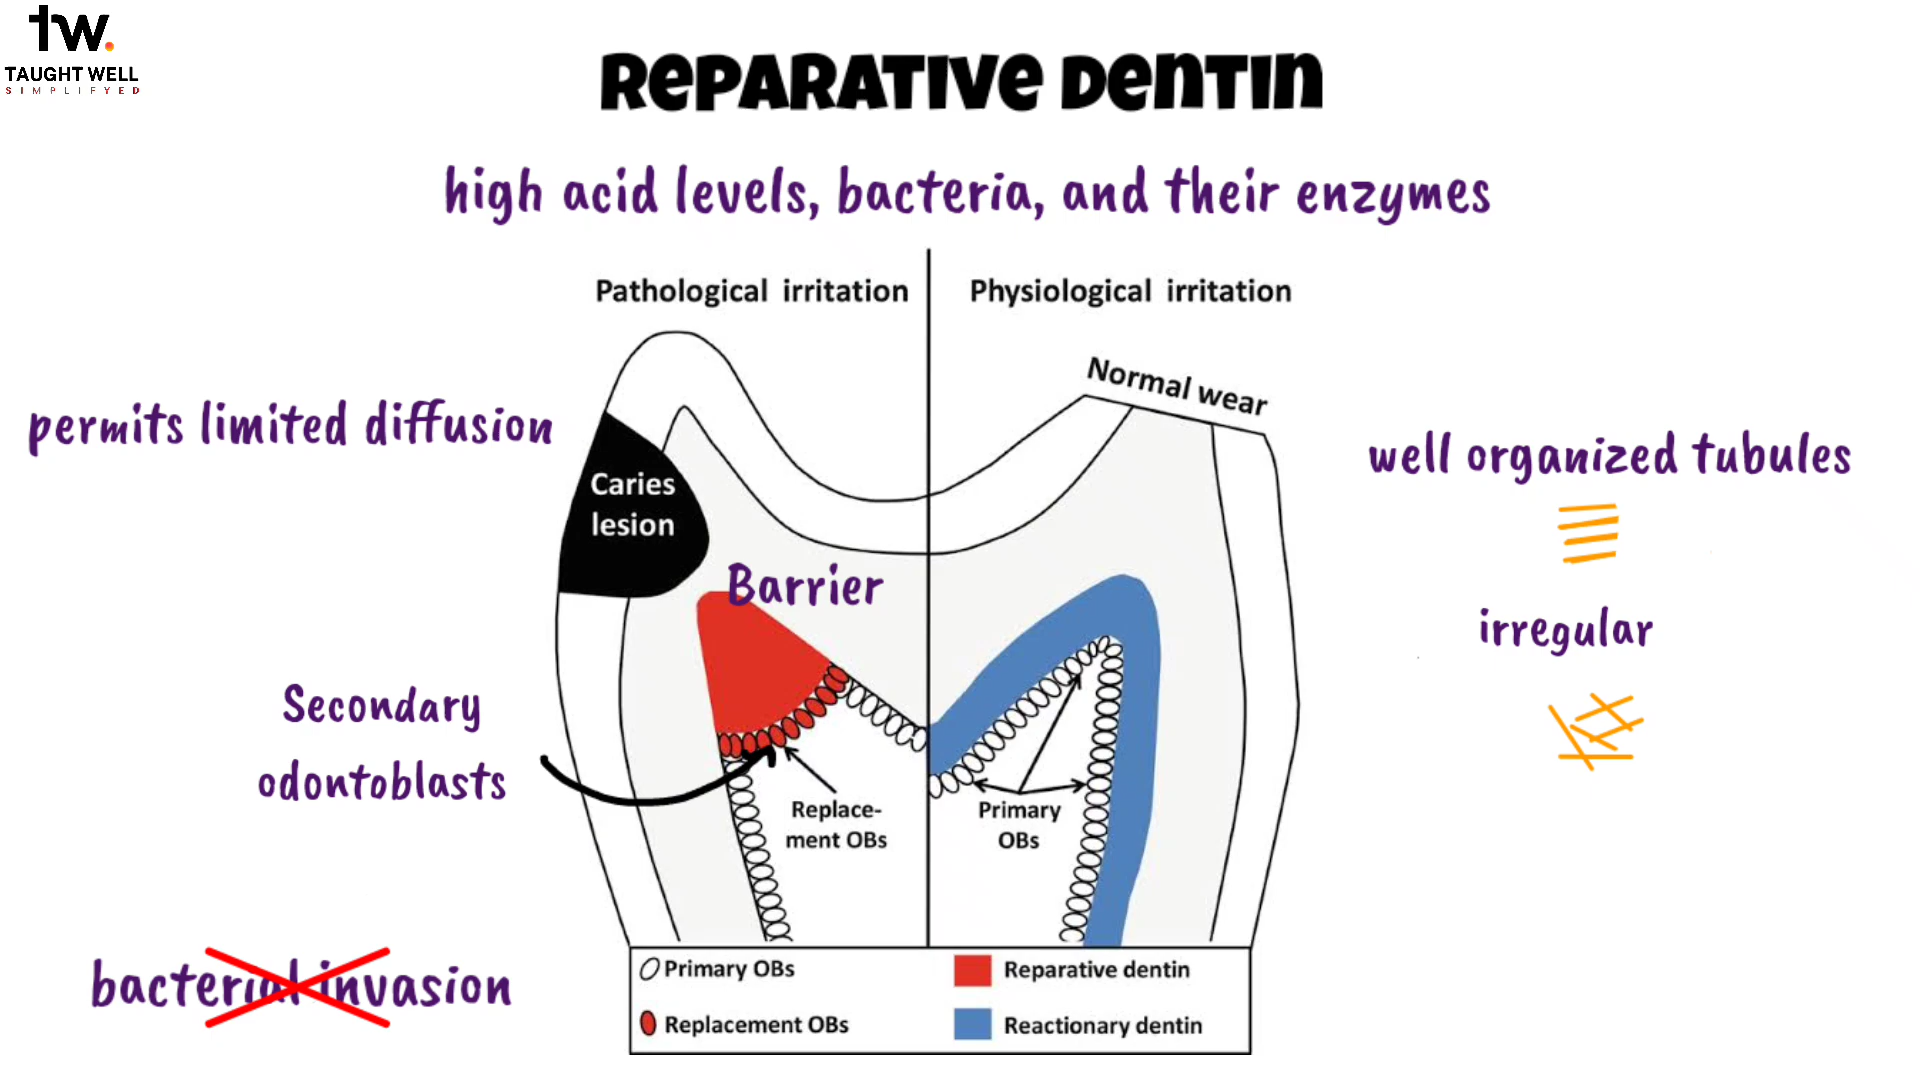 tw.
TAUGHT WELL
SIMPLIFYED
REPARATIVE DENTIN
high acid levels, bacteria, and their enzymes
Pathological irritation
Physiological irritation
Normal wear
permits limited diffusion
well organized tubules
Caries
lesion
Barrier
irregular
Secondary
odontoblasts
Replace-
ment OBs
Primary
OBs
bacterial invasion
Primary OBs
Reparative dentin
Replacement OBs
Reactionary dentin